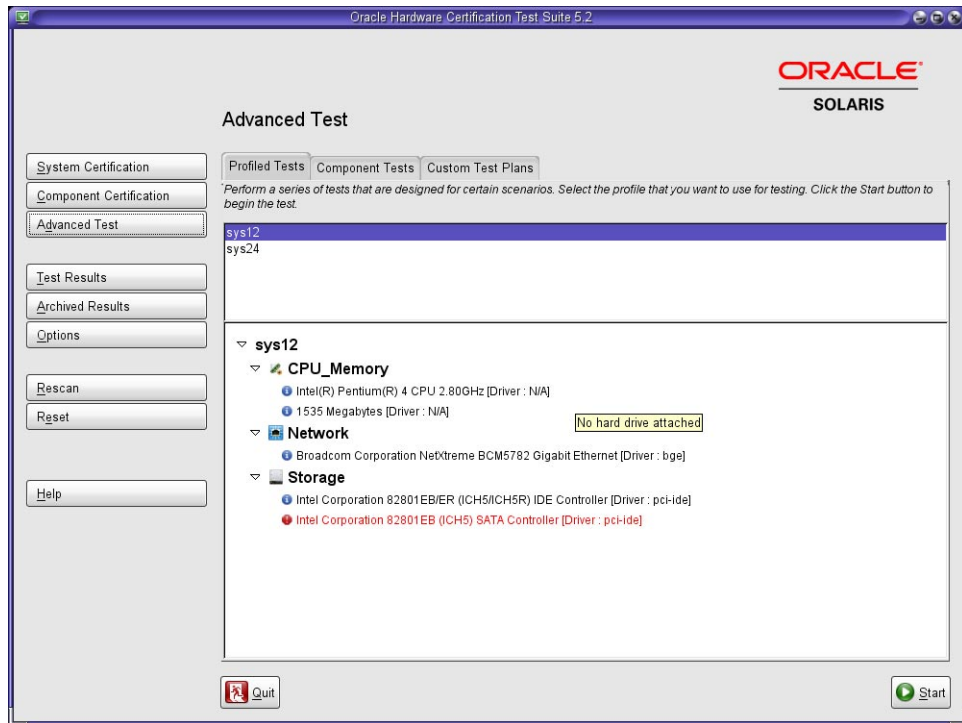 Oracle Hardware Certification Test Suite 5.2
ORACLE
SOLARIS
Advanced Test
System Certification
Component Certification
Advanced Test
Test Results
Archived Results
Options
Rescan
Reset
Help
Profiled Tests Component Tests Custom Test Plans
Perform a series of tests that are designed for certain scenarios. Select the profile that you want to use for testing. Click the Start button to
begin the test.
sys12
sys24
sys12
CPU_Memory
Intel(R) Pentium(R) 4 CPU 2.80GHz [Driver : N/A]
1535 Megabytes [Driver : N/A]
No hard drive attached
Network
Broadcom Corporation NetXtreme BCM5782 Gigabit Ethernet [Driver : bge]
Storage
Intel Corporation 82801EB/ER (ICH5/ICH5R) IDE Controller [Driver : pci-ide]
Intel Corporation 82801EB (ICH5) SATA Controller [Driver : pci-ide]
Quit
Start